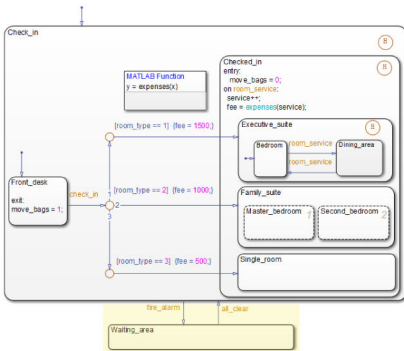 Check_in
H
Checked_in
entry:
move_bags = 0;
on room_service:
service++;
fee = expenses(service);
H
MATLAB Function
y = expenses(x)
[room_type == 1] {fee = 1500;}
1
Executive_suite
H
Bedroom
room_service
Dining_area
room_service
Front_desk
exit:
move_bags = 1;
check_in
[room_type == 2] {fee = 1000;}
2
Family_suite
Master_bedroom
1
Second_bedroom
2
3
[room_type == 3] {fee = 500;}
Single_room
fire_alarm
all_clear
Waiting_area